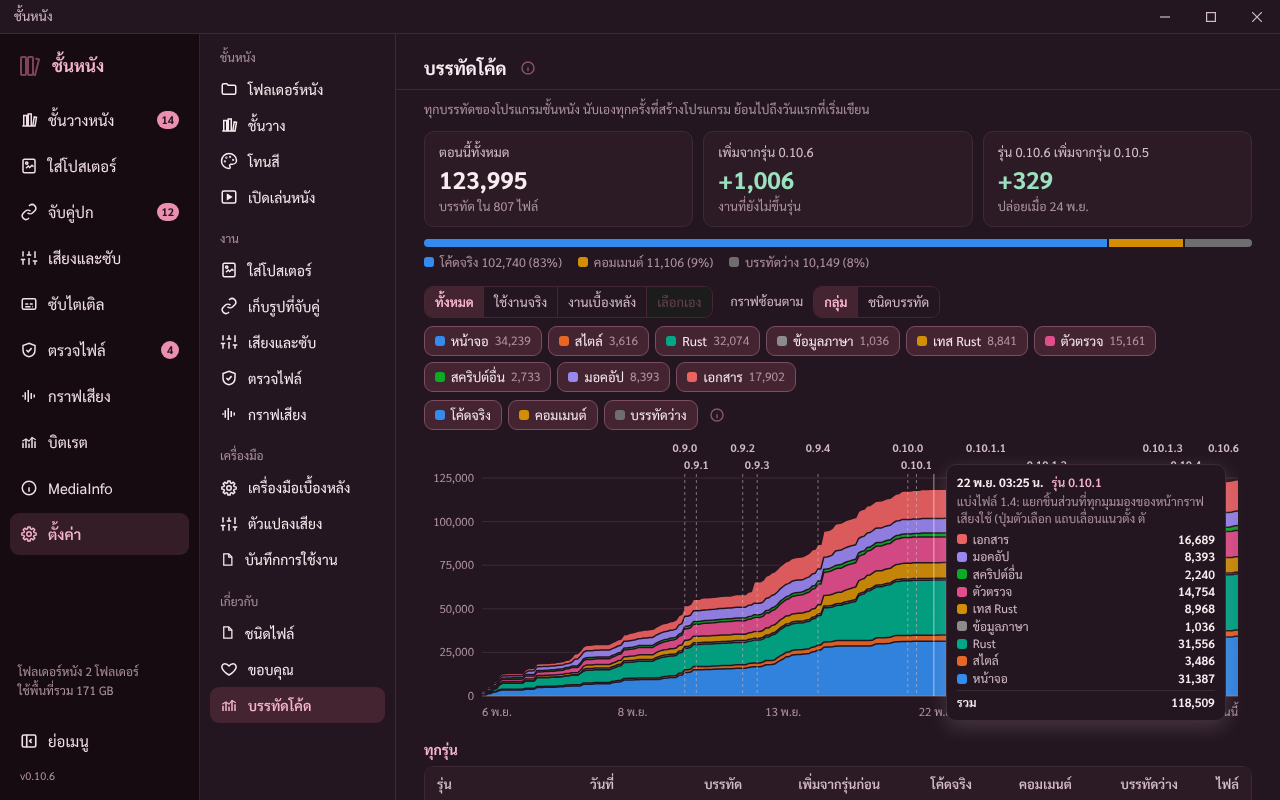 ชั้นหนัง
ชั้นหนัง
ชั้นวางหนัง 14
ใส่โปสเตอร์
จับคู่ปก 12
เสียงและซับ
ซับไตเติล
ตรวจไฟล์ 4
กราฟเสียง
บิตเรต
MediaInfo
ตั้งค่า
โฟลเดอร์หนัง 2 โฟลเดอร์
ใช้พื้นที่รวม 171 GB
ย่อเมนู
v0.10.6
ชั้นหนัง
โฟลเดอร์หนัง
ชั้นวาง
โทนสี
เปิดเล่นหนัง
งาน
ใส่โปสเตอร์
เก็บรูปที่จับคู่
เสียงและซับ
ตรวจไฟล์
กราฟเสียง
เครื่องมือ
เครื่องมือเบื้องหลัง
ตัวแปลงเสียง
บันทึกการใช้งาน
เกี่ยวกับ
ชนิดไฟล์
ขอบคุณ
บรรทัดโค้ด
บรรทัดโค้ด
ทุกบรรทัดของโปรแกรมชั้นหนัง นับเองทุกครั้งที่สร้างโปรแกรม ย้อนไปถึงวันแรกที่เริ่มเขียน
ตอนนี้ทั้งหมด
123,995
บรรทัด ใน 807 ไฟล์
เพิ่มจากรุ่น 0.10.6
+1,006
งานที่ยังไม่ขึ้นรุ่น
รุ่น 0.10.6 เพิ่มจากรุ่น 0.10.5
+329
ปล่อยเมื่อ 24 พ.ย.
โค้ดจริง 102,740 (83%) คอมเมนต์ 11,106 (9%) บรรทัดว่าง 10,149 (8%)
ทั้งหมด ใช้งานจริง งานเบื้องหลัง เลือกเอง กราฟซ้อนตาม กลุ่ม ชนิดบรรทัด
หน้าจอ 34,239 สไตล์ 3,616 Rust 32,074 ข้อมูลภาษา 1,036 เทส Rust 8,841 ตัวตรวจ 15,161
สคริปต์อื่น 2,733 มอคอัป 8,393 เอกสาร 17,902
โค้ดจริง คอมเมนต์ บรรทัดว่าง
0.9.0 0.9.2 0.9.4 0.10.0 0.10.1.1 0.10.1.3 0.10.6
0.9.1 0.9.3 0.10.1
125,000
100,000
75,000
50,000
25,000
0
6 พ.ย. 8 พ.ย. 13 พ.ย. 22 พ.
22 พ.ย. 03:25 น. รุ่น 0.10.1
แบ่งไฟล์ 1.4: แยกชิ้นส่วนที่ทุกมุมมองของหน้ากราฟ
เสียงใช้ (ปุ่มตัวเลือก แถบเลื่อนแนวตั้ง ตั
เอกสาร 16,689
มอคอัป 8,393
สคริปต์อื่น 2,240
ตัวตรวจ 14,754
เทส Rust 8,968
ข้อมูลภาษา 1,036
Rust 31,556
สไตล์ 3,486
หน้าจอ 31,387
รวม 118,509
ทุกรุ่น
รุ่น วันที่ บรรทัด เพิ่มจากรุ่นก่อน โค้ดจริง คอมเมนต์ บรรทัดว่าง ไฟล์